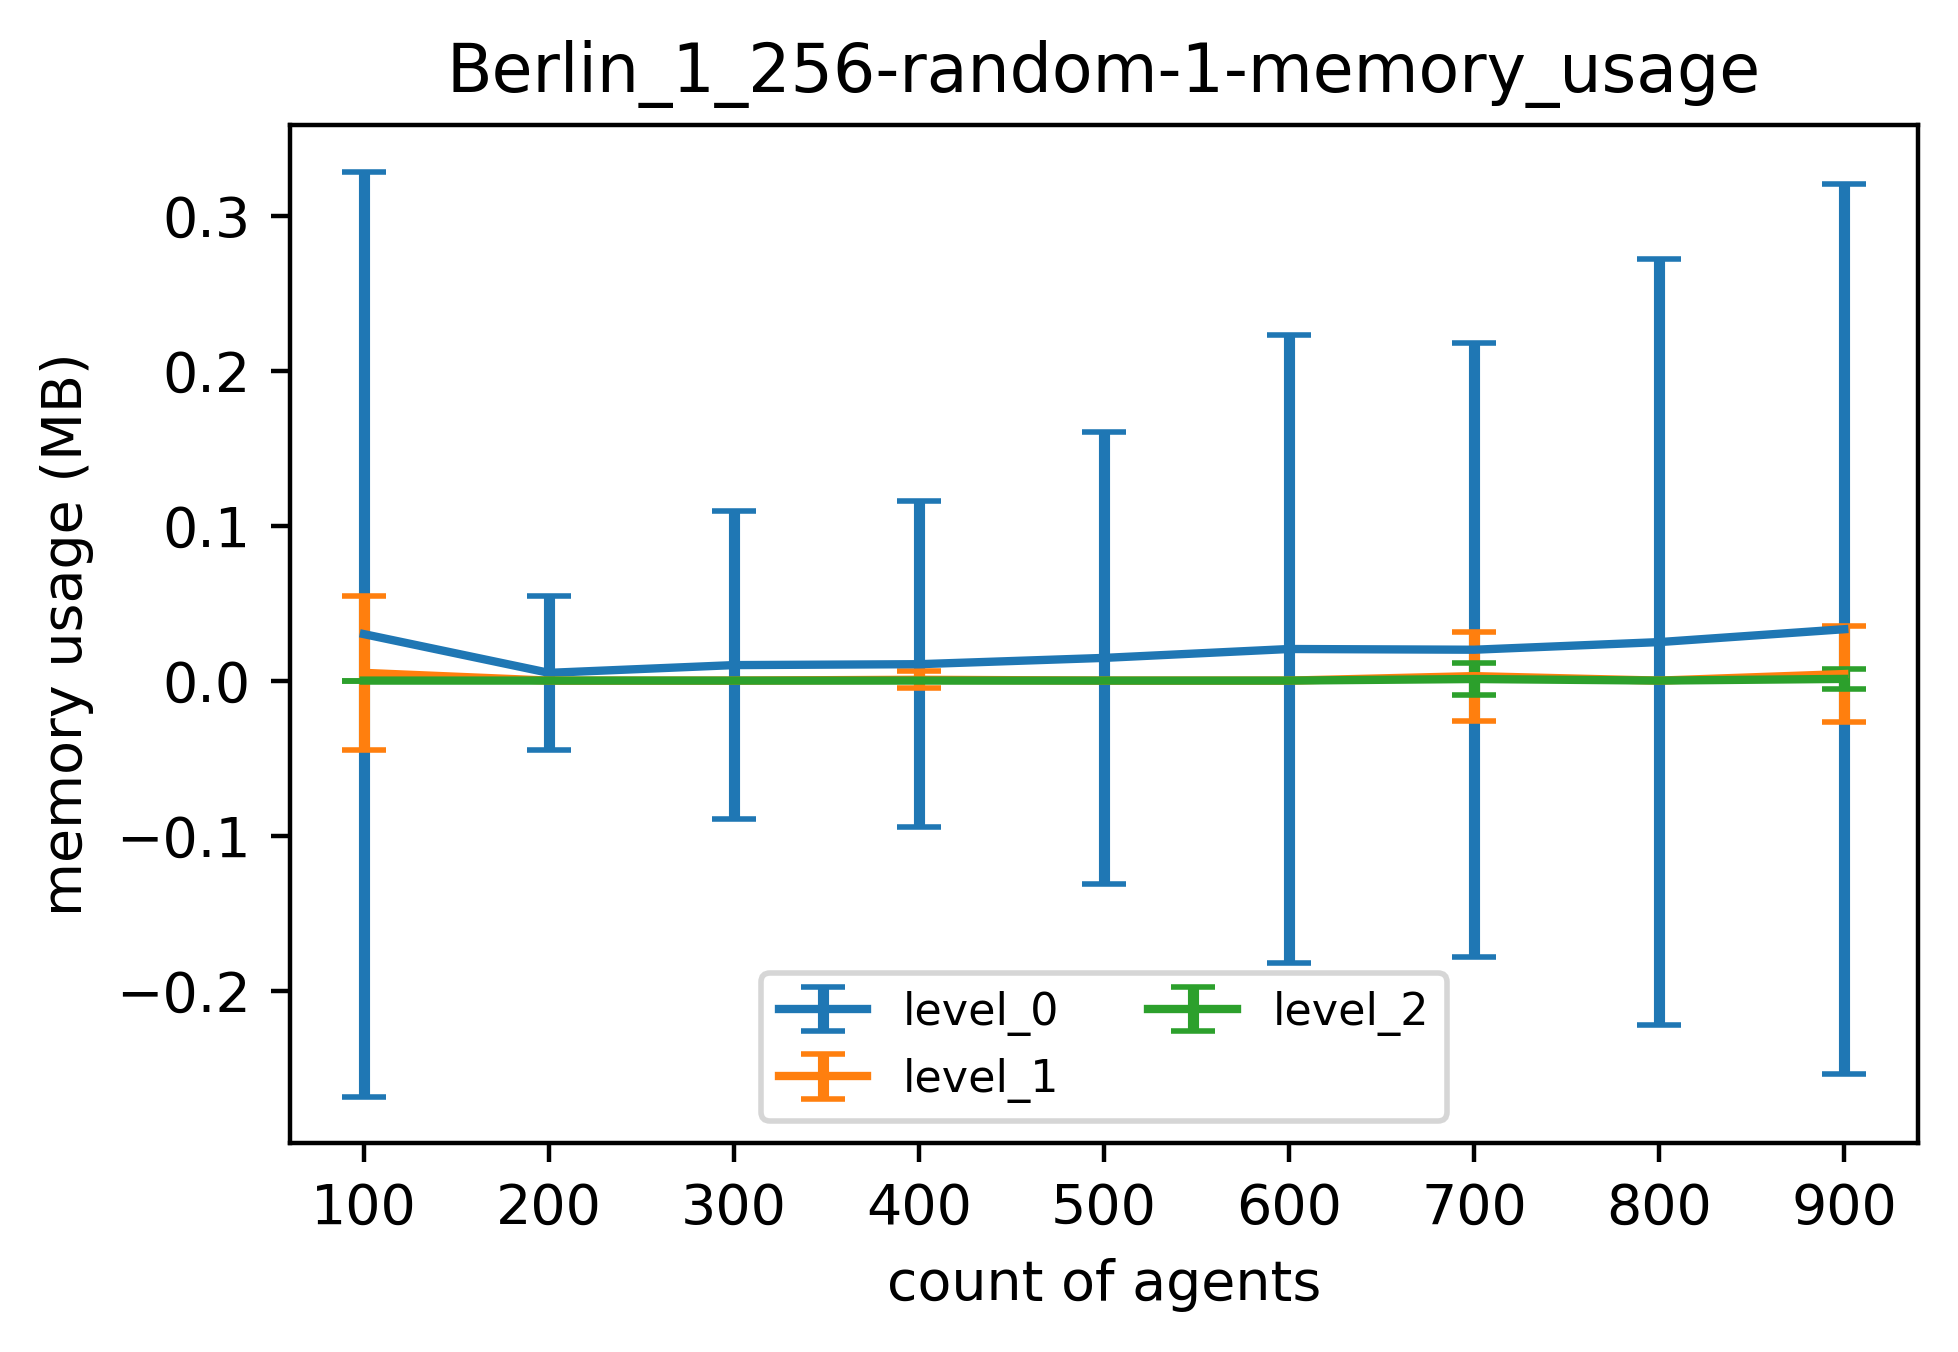 Berlin_1_256-random-1-memory_usage
memory usage (MB)
0.3
0.2
0.1
0.0
−0.1
−0.2
level_0
level_1
level_2
100 200 300 400 500 600 700 800 900
count of agents